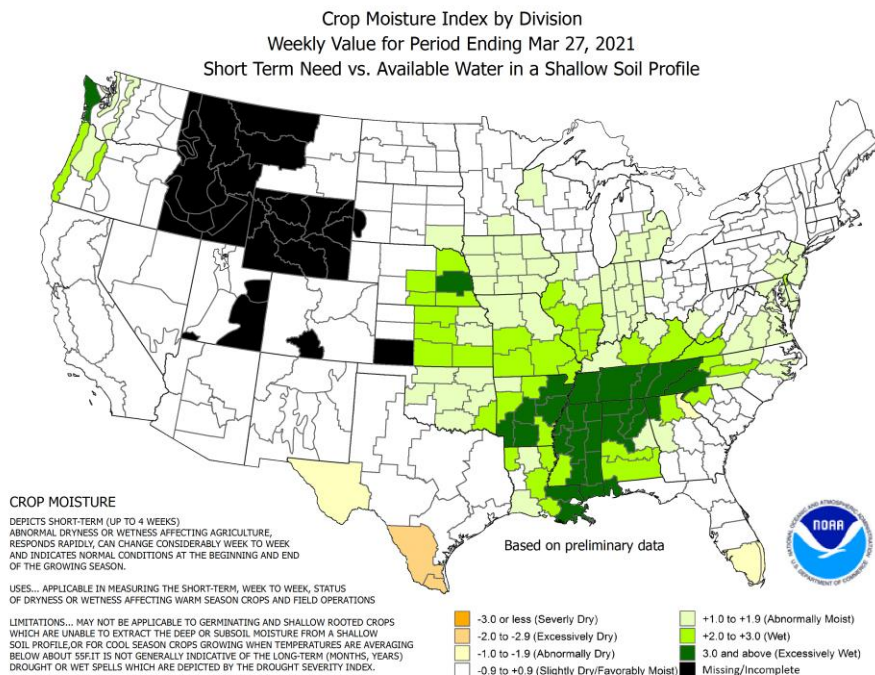 Crop Moisture Index by Division
Weekly Value for Period Ending Mar 27, 2021
Short Term Need vs. Available Water in a Shallow Soil Profile
CROP MOISTURE
DEPICTS SHORT-TERM (UP TO 4 WEEKS)
ABNORMAL DRYNESS OR WETNESS AFFECTING AGRICULTURE,
RESPONDS RAPIDLY, CAN CHANGE CONSIDERABLY WEEK TO WEEK
AND INDICATES NORMAL CONDITIONS AT THE BEGINNING AND END
OF THE GROWING SEASON.
USES... APPLICABLE IN MEASURING THE SHORT-TERM, WEEK TO WEEK, STATUS
OF DRYNESS OR WETNESS AFFECTING WARM SEASON CROPS AND FIELD OPERATIONS
LIMITATIONS... MAY NOT BE APPLICABLE TO GERMINATING AND SHALLOW ROOTED CROPS
WHICH ARE UNABLE TO EXTRACT THE DEEP OR SUBSOIL MOISTURE FROM A SHALLOW
SOIL PROFILE,OR FOR COOL SEASON CROPS GROWING WHEN TEMPERATURES ARE AVERAGING
BELOW ABOUT 55F.IT IS NOT GENERALLY INDICATIVE OF THE LONG-TERM (MONTHS, YEARS)
DROUGHT OR WET SPELLS WHICH ARE DEPICTED BY THE DROUGHT SEVERITY INDEX.
Based on preliminary data
NATIONAL OCEANIC AND ATMOSPHERIC ADMINISTRATION
NOAA
U.S. DEPARTMENT OF COMMERCE
-3.0 or less (Severly Dry)
-2.0 to -2.9 (Excessively Dry)
-1.0 to -1.9 (Abnormally Dry)
-0.9 to +0.9 (Slightly Dry/Favorably Moist)
+1.0 to +1.9 (Abnormally Moist)
+2.0 to +3.0 (Wet)
3.0 and above (Excessively Wet)
Missing/Incomplete